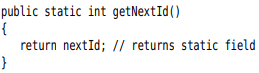 public static int getNextId()
{
    return nextId; // returns static field
}